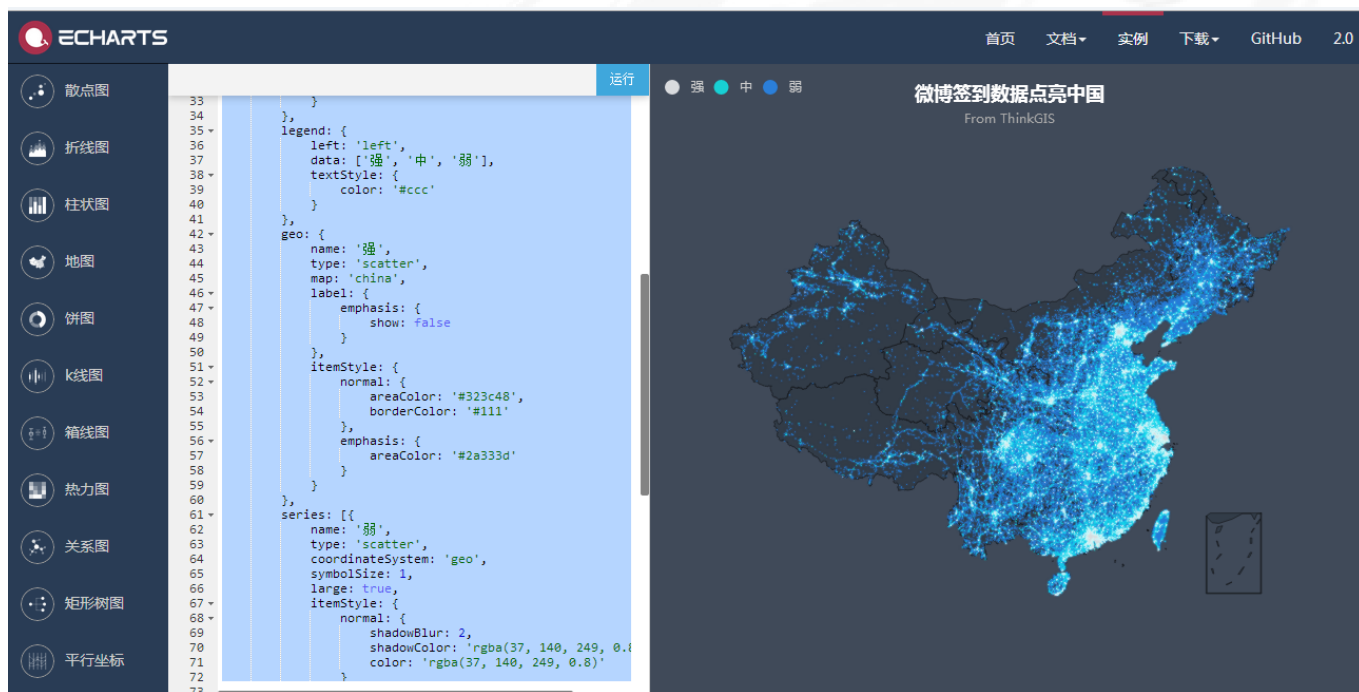 ECHARTS
首页 文档 实例 下载 GitHub 2.0
散点图
折线图
柱状图
地图
饼图
k线图
箱线图
热力图
关系图
矩形树图
平行坐标
运行
33 }
34 },
35 legend: {
36 left: 'left',
37 data: ['强', '中', '弱'],
38 textStyle: {
39 color: '#ccc'
40 }
41 },
42 geo: {
43 name: '强',
44 type: 'scatter',
45 map: 'china',
46 label: {
47 emphasis: {
48 show: false
49 }
50 },
51 itemStyle: {
52 normal: {
53 areaColor: '#323c48',
54 borderColor: '#111'
55 },
56 emphasis: {
57 areaColor: '#2a333d'
58 }
59 }
60 },
61 series: [{
62 name: '弱',
63 type: 'scatter',
64 coordinateSystem: 'geo',
65 symbolSize: 1,
66 large: true,
67 itemStyle: {
68 normal: {
69 shadowBlur: 2,
70 shadowColor: 'rgba(37, 140, 249, 0.8
71 color: 'rgba(37, 140, 249, 0.8)'
72 }
73
强 中 弱
微博签到数据点亮中国
From ThinkGIS